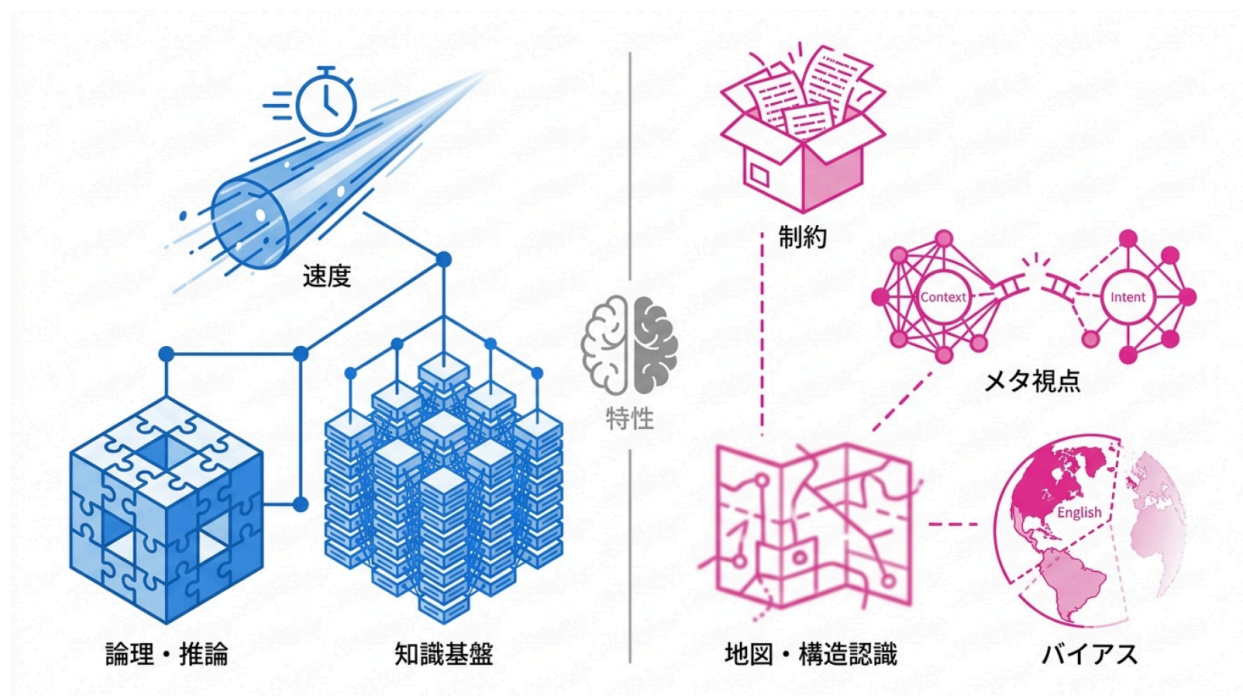 速度
論理・推論
知識基盤
特性
制約
Context
Intent
メタ視点
地図・構造認識
English
バイアス